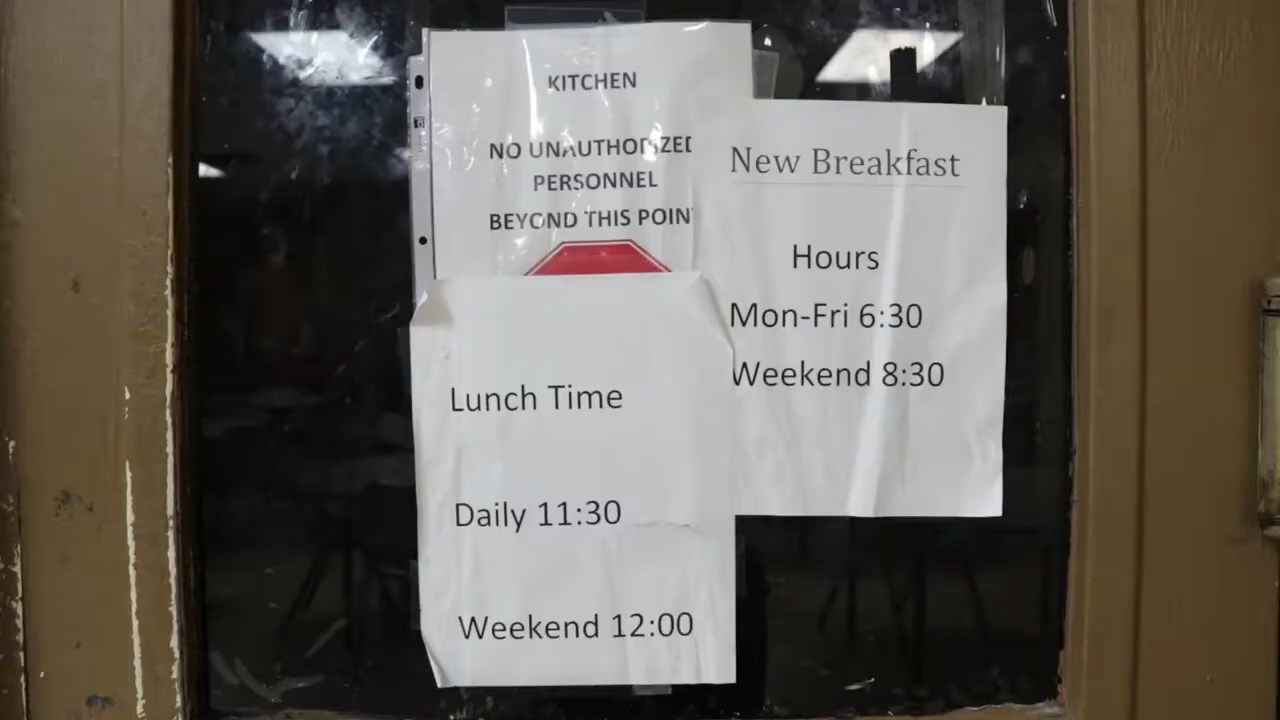 KITCHEN
NO UNAUTHORIZED
PERSONNEL
BEYOND THIS POIN
New Breakfast
Hours
Mon-Fri 6:30
Weekend 8:30
Lunch Time
Daily 11:30
Weekend 12:00